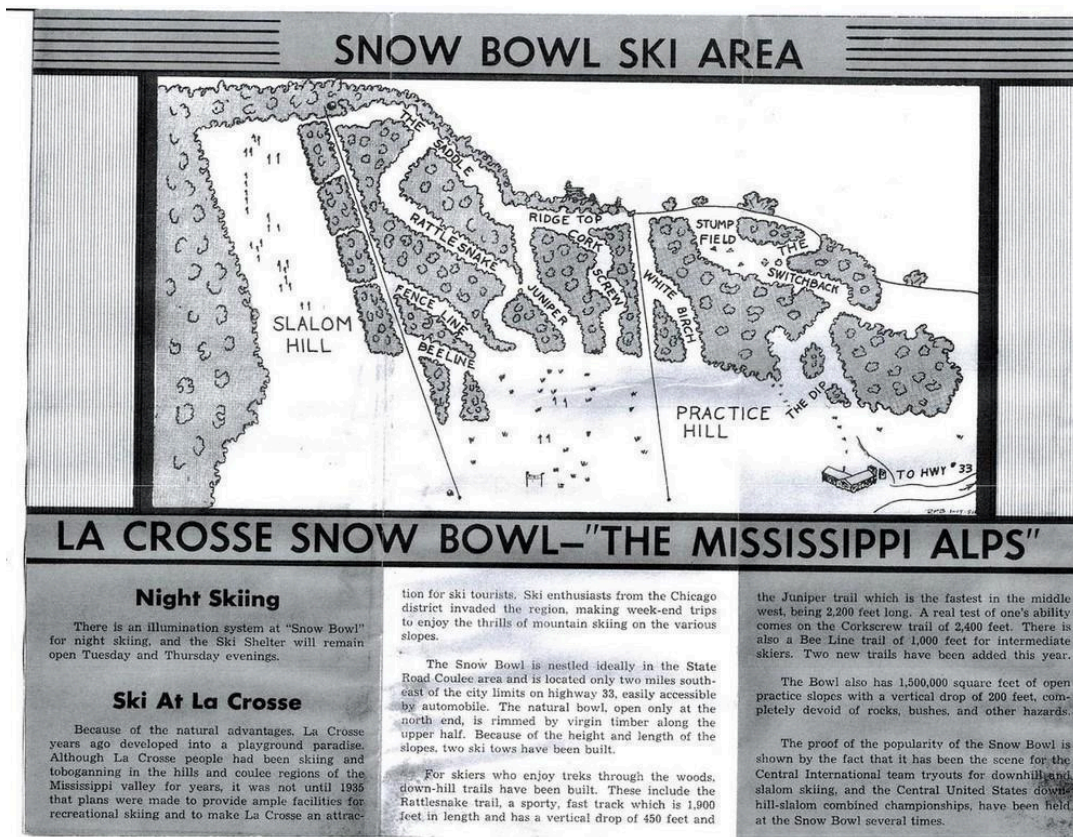 SNOW BOWL SKI AREA
THE SADDLE
RIDGE TOP
CORK SCREW
STUMP
FIELD
THE
SWITCHBACK
RATTLE SNAKE
JUNIPER
WHITE BIRCH
FENCE LINE
BEELINE
SLALOM
HILL
PRACTICE
HILL
THE DIP
TO HWY #33
LA CROSSE SNOW BOWL—"THE MISSISSIPPI ALPS"
Night Skiing
There is an illumination system at "Snow Bowl"
for night skiing, and the Ski Shelter will remain
open Tuesday and Thursday evenings.
Ski At La Crosse
Because of the natural advantages, La Crosse
years ago developed into a playground paradise.
Although La Crosse people had been skiing and
toboganning in the hills and coulee regions of the
Mississippi valley for years, it was not until 1935
that plans were made to provide ample facilities for
recreational skiing and to make La Crosse an attrac-
tion for ski tourists. Ski enthusiasts from the Chicago
district invaded the region, making week-end trips
to enjoy the thrills of mountain skiing on the various
slopes.
The Snow Bowl is nestled ideally in the State
Road Coulee area and is located only two miles south-
east of the city limits on highway 33, easily accessible
by automobile. The natural bowl, open only at the
north end, is rimmed by virgin timber along the
upper half. Because of the height and length of the
slopes, two ski tows have been built.
For skiers who enjoy treks through the woods,
down-hill trails have been built. These include the
Rattlesnake trail, a sporty, fast track which is 1,900
feet in length and has a vertical drop of 450 feet and
the Juniper trail which is the fastest in the middle
west, being 2,200 feet long. A real test of one's ability
comes on the Corkscrew trail of 2,400 feet. There is
also a Bee Line trail of 1,000 feet for intermediate
skiers. Two new trails have been added this year.
The Bowl also has 1,500,000 square feet of open
practice slopes with a vertical drop of 200 feet, com-
pletely devoid of rocks, bushes, and other hazards.
The proof of the popularity of the Snow Bowl is
shown by the fact that it has been the scene for the
Central International team tryouts for downhill and
slalom skiing, and the Central United States down-
hill-slalom combined championships, have been held
at the Snow Bowl several times.